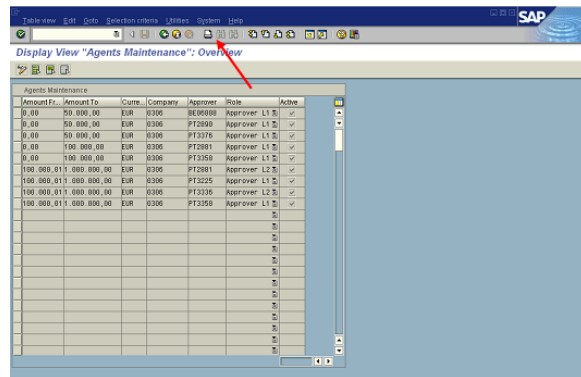 Table view Edit Goto Selection criteria Utilities System Help
SAP
Display View "Agents Maintenance": Overview
Agents Maintenance
Amount Fr... Amount To Curre... Company Approver Role Active
0,00 50.000,00 EUR 0306 BE06800 Approver L1
0,00 50.000,00 EUR 0306 PT2890 Approver L1
0,00 50.000,00 EUR 0306 PT3376 Approver L1
0,00 100.000,00 EUR 0306 PT2881 Approver L1
0,00 100.000,00 EUR 0306 PT3358 Approver L1
100.000,01 1.000.000,00 EUR 0306 PT2881 Approver L2
100.000,01 1.000.000,00 EUR 0306 PT3225 Approver L1
100.000,01 1.000.000,00 EUR 0306 PT3336 Approver L2
100.000,01 1.000.000,00 EUR 0306 PT3358 Approver L1